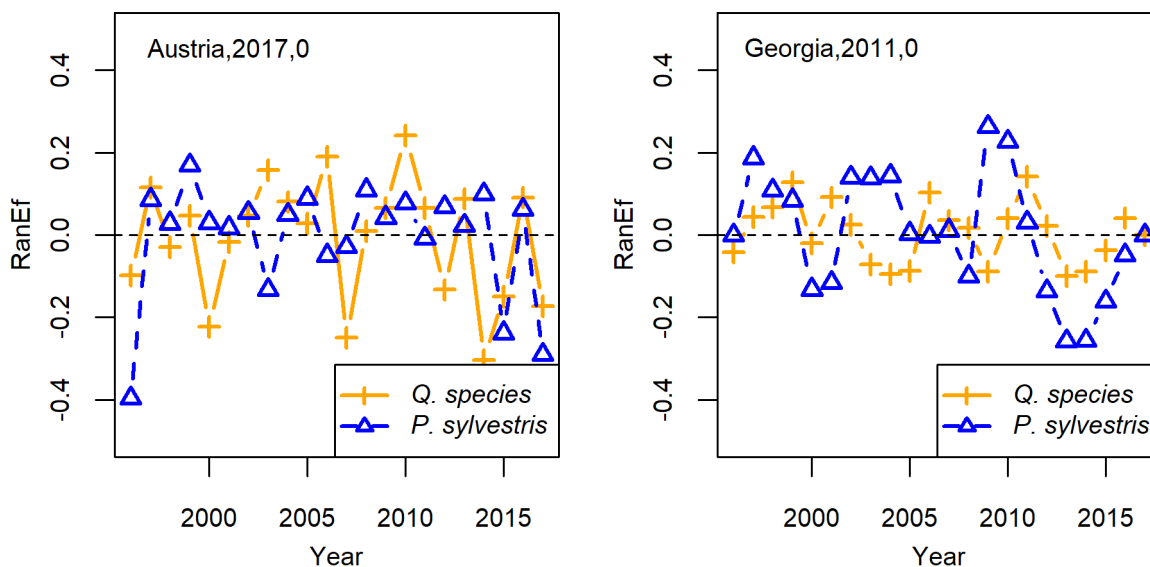 Austria,2017,0
RanEf
0.4
0.2
0.0
-0.2
-0.4
Q. species
P. sylvestris
2000 2005 2010 2015
Year
Georgia,2011,0
RanEf
0.4
0.2
0.0
-0.2
-0.4
Q. species
P. sylvestris
2000 2005 2010 2015
Year